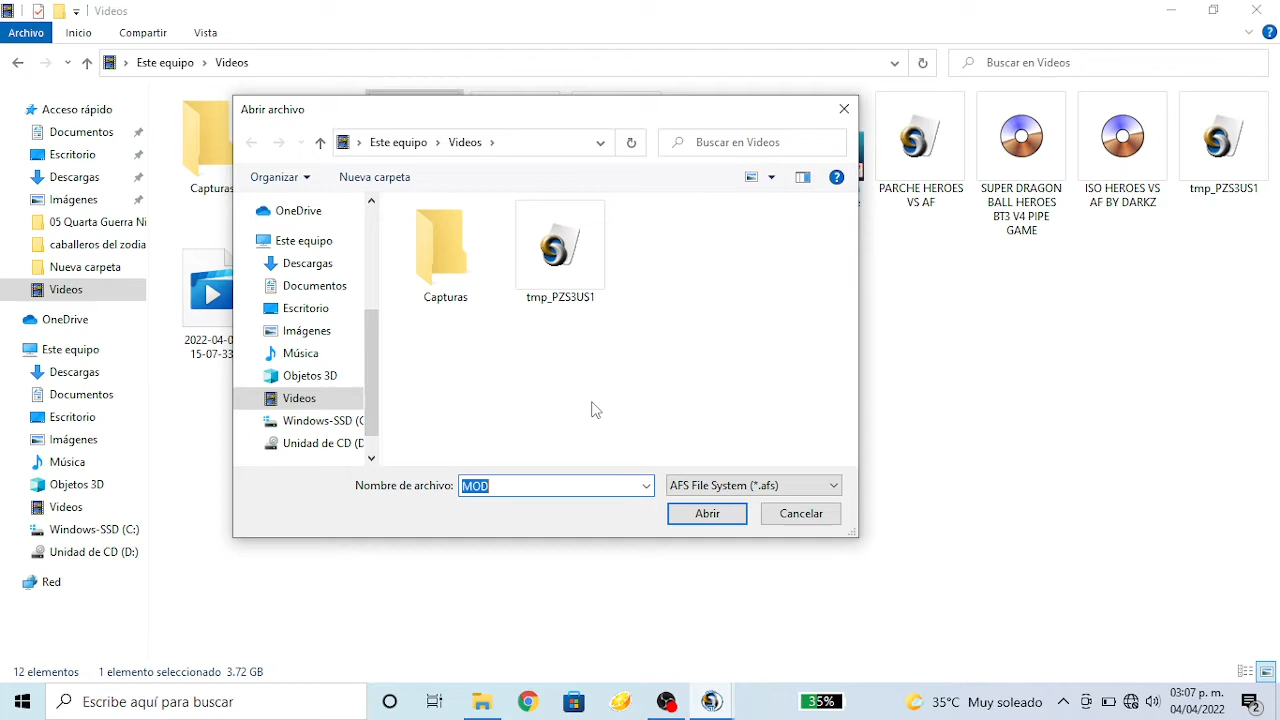 Videos
Archivo Inicio Compartir Vista
Este equipo Videos Buscar en Videos
Acceso rápido
Documentos
Escritorio
Descargas
Imágenes
05 Quarta Guerra Ni
caballeros del zodia
Nueva carpeta
Videos
OneDrive
Este equipo
Descargas
Documentos
Escritorio
Imágenes
Música
Objetos 3D
Videos
Windows-SSD (C:)
Unidad de CD (D:)
Red
Capturas
2022-04-0
15-07-33
PARCHE HEROES
VS AF
SUPER DRAGON
BALL HEROES
BT3 V4 PIPE
GAME
ISO HEROES VS
AF BY DARKZ
tmp_PZS3US1
Abrir archivo
Este equipo Videos Buscar en Videos
Organizar Nueva carpeta
OneDrive
Este equipo
Descargas
Documentos
Escritorio
Imágenes
Música
Objetos 3D
Videos
Windows-SSD (C
Unidad de CD (D
Capturas
tmp_PZS3US1
Nombre de archivo: MOD AFS File System (*.afs)
Abrir Cancelar
12 elementos 1 elemento seleccionado 3.72 GB
Escribe aquí para buscar
35%
35°C Muy soleado
03:07 p. m.
04/04/2022
2